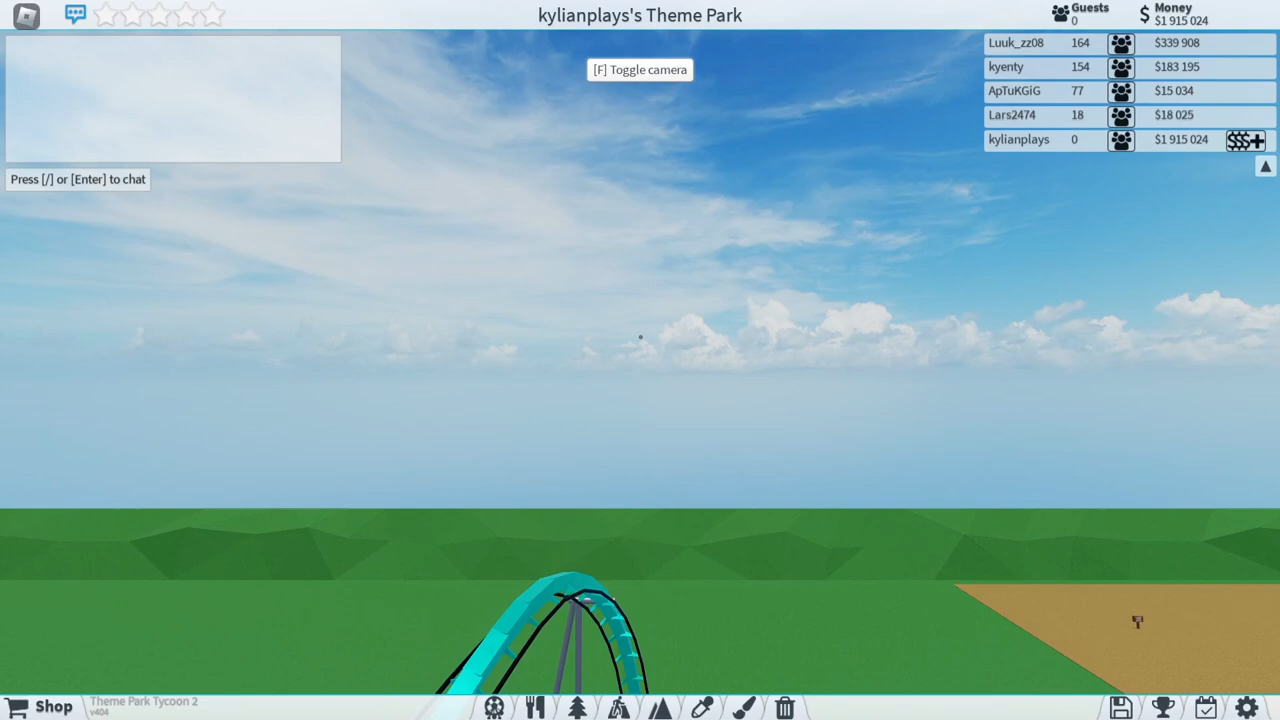 kylianplays's Theme Park
Guests
0
Money
$1 915 024
[F] Toggle camera
Luuk_zz08 164 $339 908
kyenty 154 $183 195
ApTuKGiG 77 $15 034
Lars2474 18 $18 025
kylianplays 0 $1 915 024 $$$+
Press [/] or [Enter] to chat
Shop
Theme Park Tycoon 2
v404